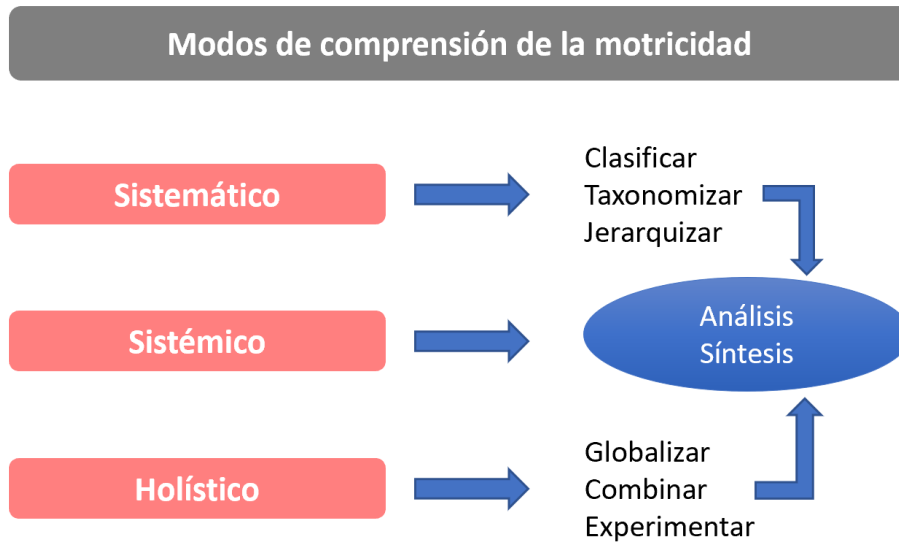 Modos de comprensión de la motricidad
Sistemático
Clasificar
Taxonomizar
Jerarquizar
Sistémico
Análisis
Síntesis
Holístico
Globalizar
Combinar
Experimentar